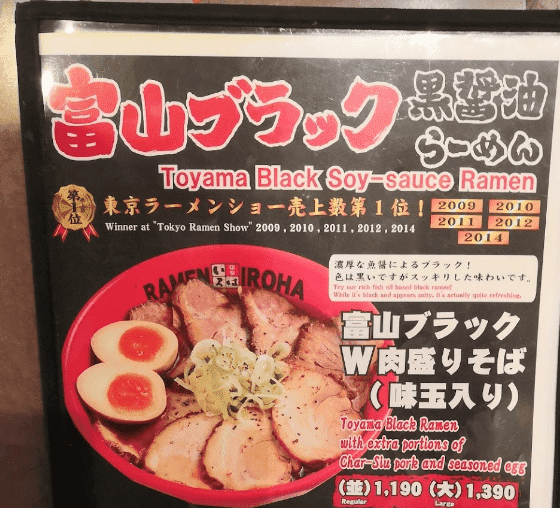 富山ブラック 黒醤油らーめん
Toyama Black Soy-sauce Ramen
第1位
東京ラーメンショー売上数第1位！
2009 2010
2011 2012
2014
Winner at "Tokyo Ramen Show" 2009 , 2010 , 2011 , 2012 , 2014
濃厚な魚醤によるブラック！
色は黒いですがスッキリした味わいです。
Try our rich fish oil based black ramen!
While it's black and appears salty, it's actually quite refreshing.
RAMEN いろは IROHA
富山ブラック
W肉盛りそば
（味玉入り）
Toyama Black Ramen
with extra portions of
Char-Siu pork and seasoned egg
(並) 1,190 (大) 1,390
Regular Large